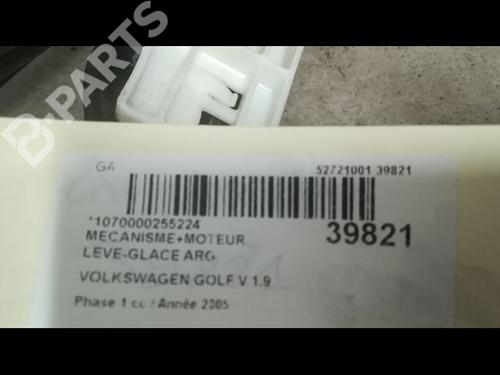 B-PARTS
GA
52721001 39821
*1070000255224
MECANISME+MOTEUR
39821
LEVE-GLACE ARG
VOLKSWAGEN GOLF V 1.9
Phase 1 cc / Année 2005